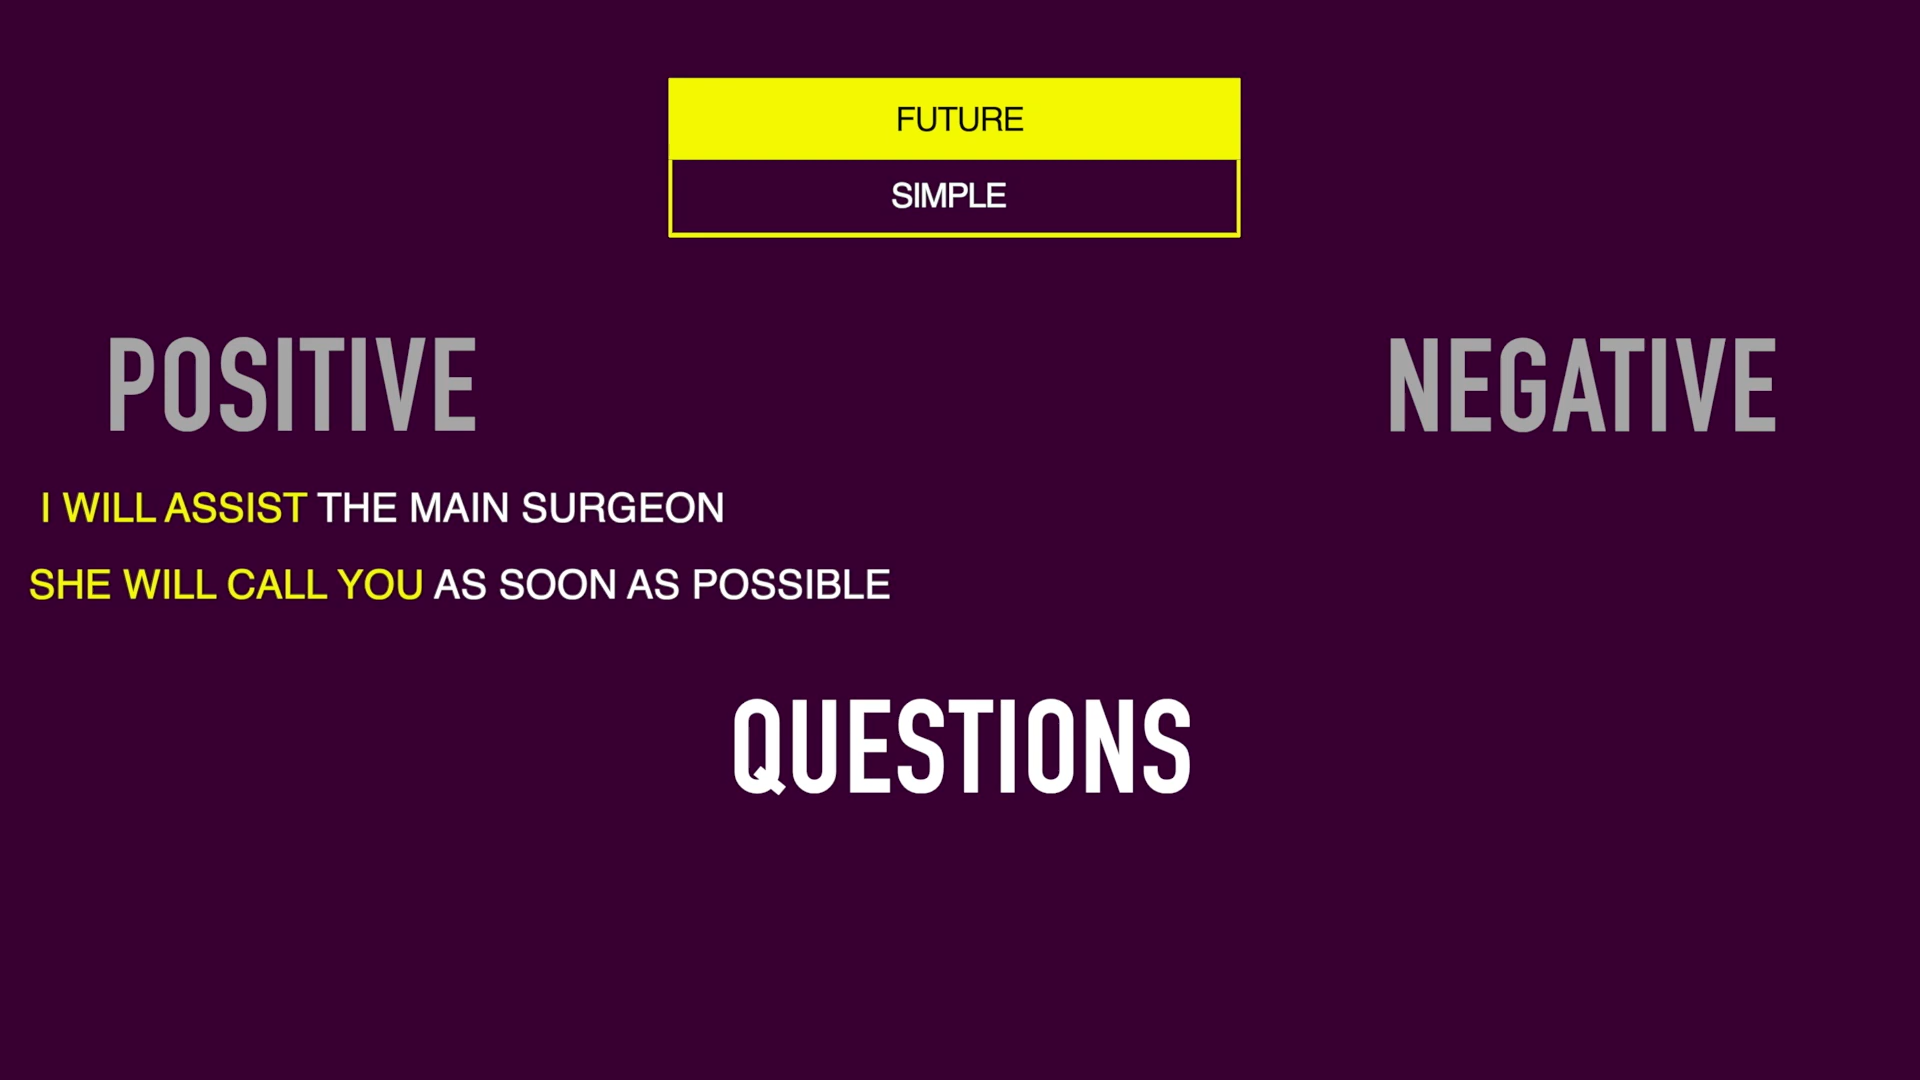 FUTURE
SIMPLE
POSITIVE
NEGATIVE
I WILL ASSIST THE MAIN SURGEON
SHE WILL CALL YOU AS SOON AS POSSIBLE
QUESTIONS